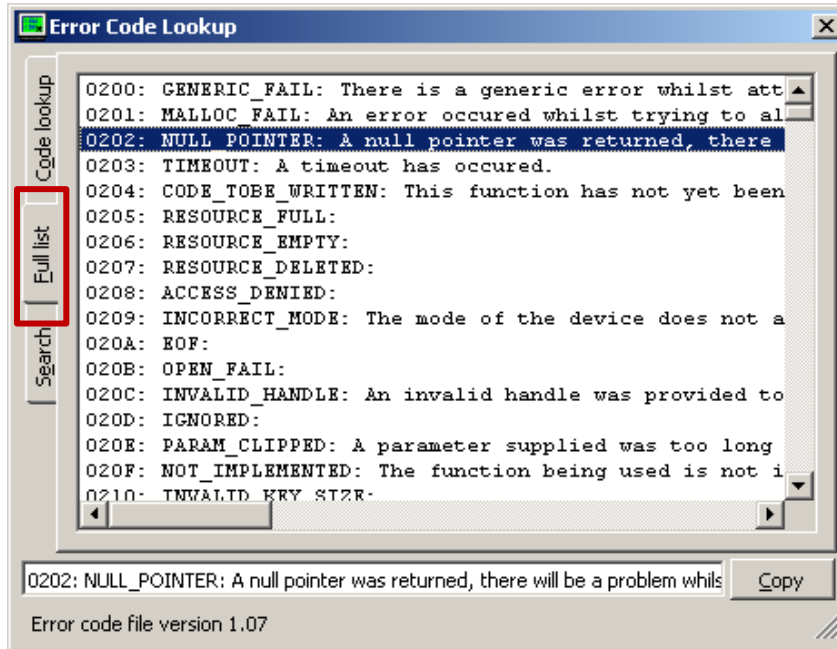 Error Code Lookup
Code lookup
Full list
Search
0200: GENERIC_FAIL: There is a generic error whilst att
0201: MALLOC_FAIL: An error occured whilst trying to al
0202: NULL_POINTER: A null pointer was returned, there
0203: TIMEOUT: A timeout has occured.
0204: CODE_TOBE_WRITTEN: This function has not yet been
0205: RESOURCE_FULL:
0206: RESOURCE_EMPTY:
0207: RESOURCE_DELETED:
0208: ACCESS_DENIED:
0209: INCORRECT_MODE: The mode of the device does not a
020A: EOF:
020B: OPEN_FAIL:
020C: INVALID_HANDLE: An invalid handle was provided to
020D: IGNORED:
020E: PARAM_CLIPPED: A parameter supplied was too long
020F: NOT_IMPLEMENTED: The function being used is not i
0210: INVALID_KEY_SIZE:
0202: NULL_POINTER: A null pointer was returned, there will be a problem whils
Copy
Error code file version 1.07